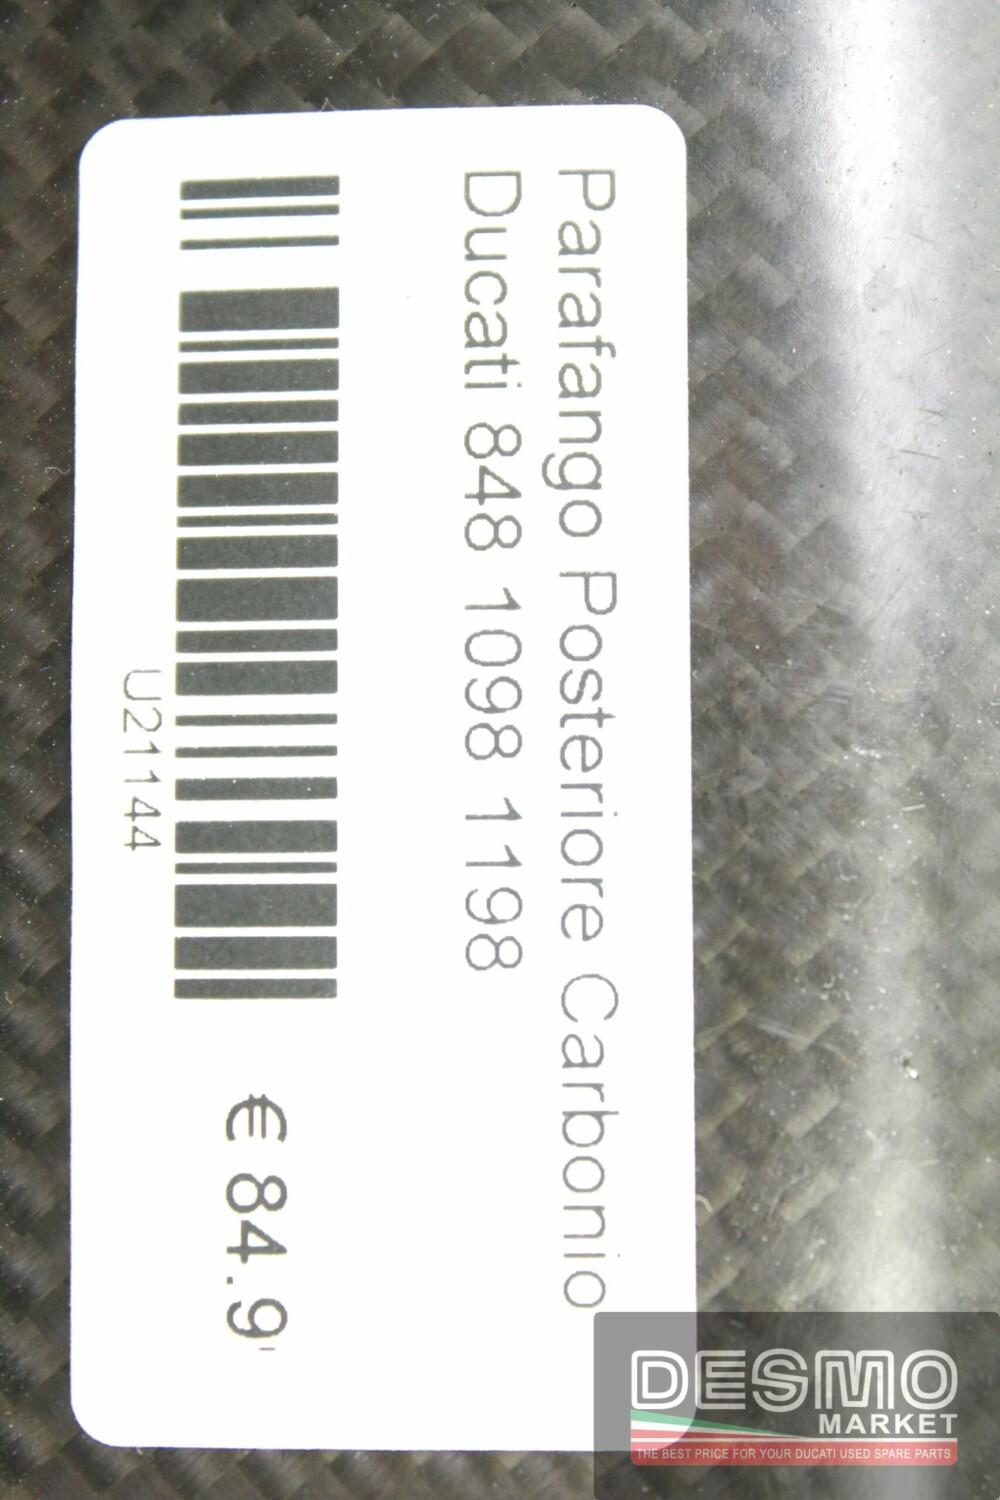 Parafango Posteriore Carbonio
Ducati 848 1098 1198
U21144
€ 84.9
DESMO
MARKET
THE BEST PRICE FOR YOUR DUCATI USED SPARE PARTS